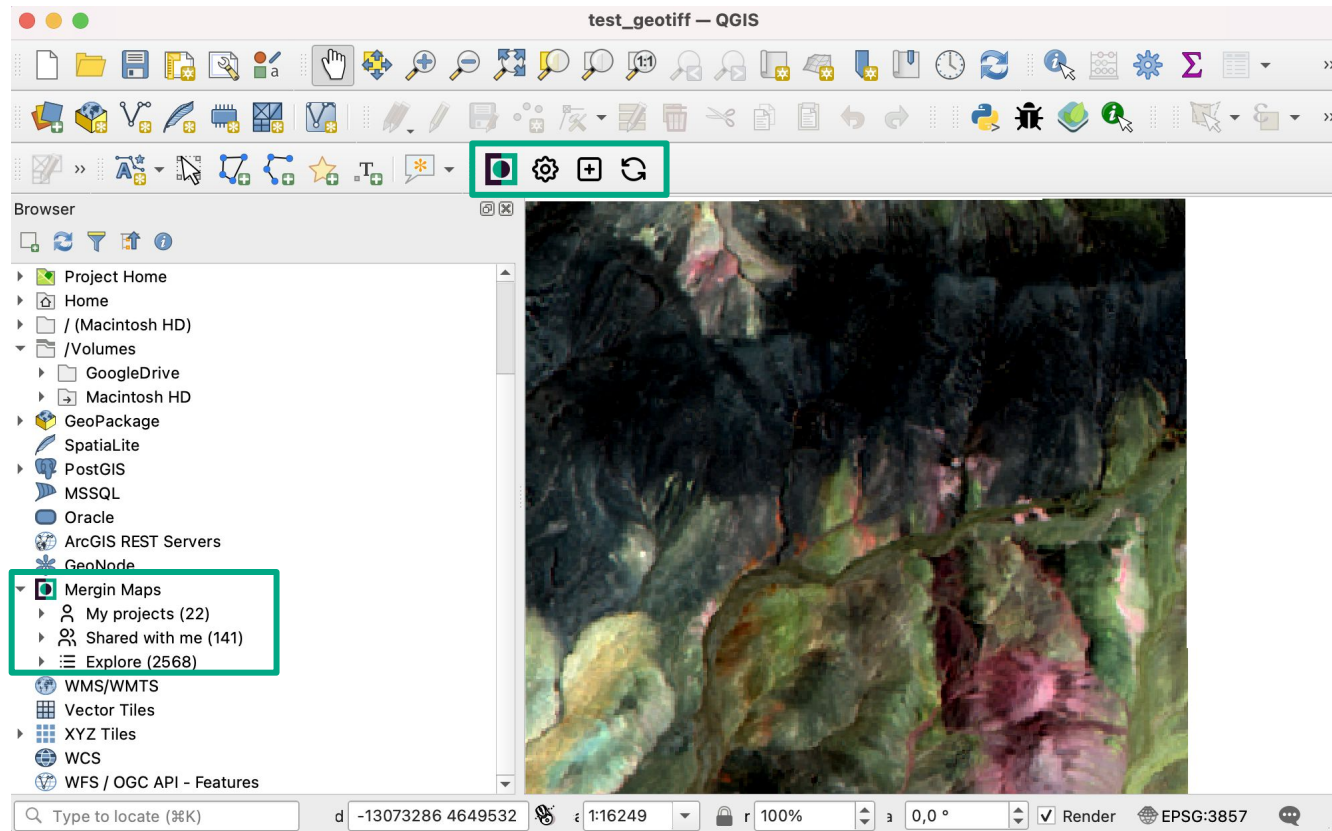 test_geotiff — QGIS
1:1
a
Σ
T
Browser
Project Home
Home
/ (Macintosh HD)
/Volumes
GoogleDrive
Macintosh HD
GeoPackage
SpatiaLite
PostGIS
MSSQL
Oracle
ArcGIS REST Servers
GeoNode
Mergin Maps
My projects (22)
Shared with me (141)
Explore (2568)
WMS/WMTS
Vector Tiles
XYZ Tiles
WCS
WFS / OGC API - Features
Type to locate (⌘K) d -13073286 4649532 1:16249 r 100% 0,0 ° Render EPSG:3857